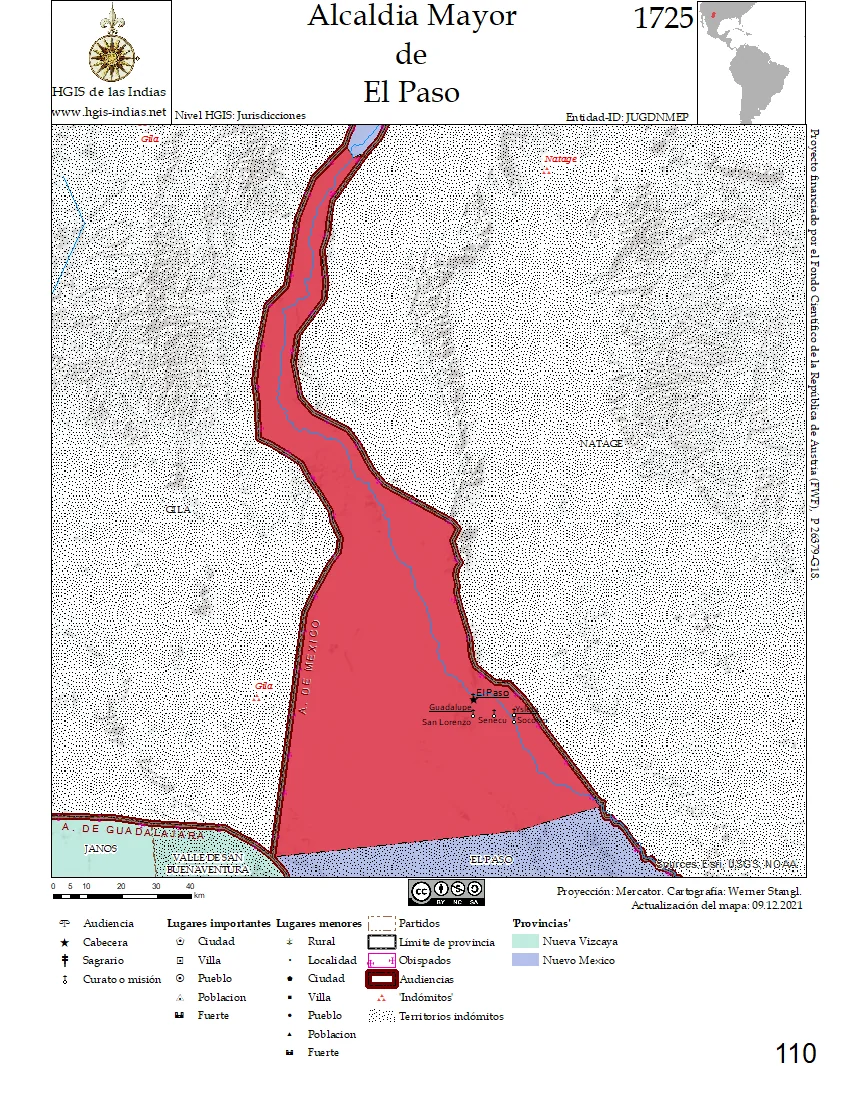 Alcaldia Mayor
de
El Paso
1725
HGIS de las Indias
www.hgis-indias.net
Nivel HGIS: Jurisdicciones
Entidad-ID: JUGDNMEP
Proyecto financiado por el Fondo Científico de la República de Austria (FWF), P 26379-G18.
Gila
Natage
NATAGE
GILA
A. DE MEXICO
Gila
El Paso
Guadalupe
San Lorenzo
Senecu
A. DE GUADALAJARA
JANOS
VALLE DE SAN
BUENAVENTURA
EL PASO
Sources: Esri, USGS, NOAA
0 5 10 20 30 40
km
CC BY NC SA
Proyección: Mercator. Cartografía: Werner Stangl.
Actualización del mapa: 09.12.2021
Audiencia
Cabecera
Sagrario
Curato o misión
Lugares importantes
Ciudad
Villa
Pueblo
Poblacion
Fuerte
Lugares menores
Rural
Localidad
Ciudad
Villa
Pueblo
Poblacion
Fuerte
Partidos
Límite de provincia
Obispados
Audiencias
'Indómitos'
Territorios indómitos
'Provincias'
Nueva Vizcaya
Nuevo Mexico
110